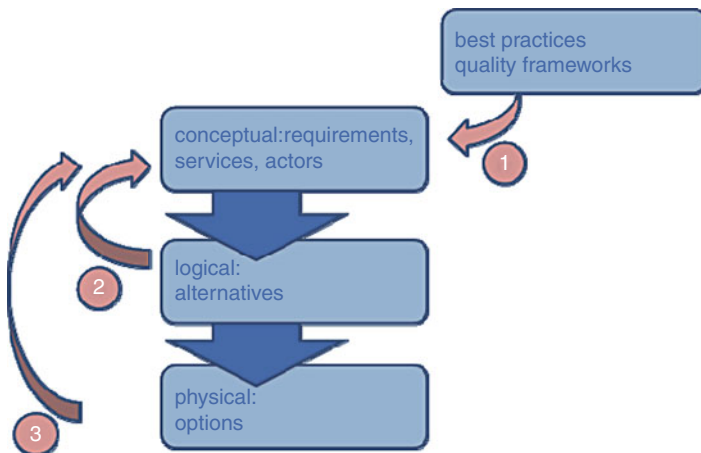 best practices
quality frameworks
conceptual:requirements,
services, actors
1
logical:
alternatives
2
physical:
options
3